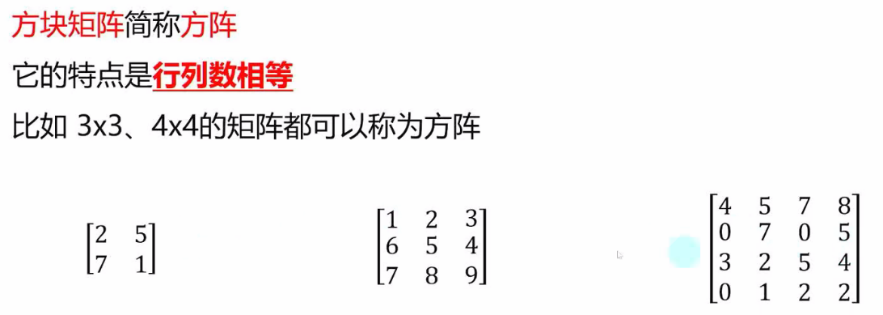 方块矩阵简称方阵
它的特点是行列数相等
比如 3x3、4x4的矩阵都可以称为方阵
2 5
7 1
1 2 3
6 5 4
7 8 9
4 5 7 8
0 7 0 5
3 2 5 4
0 1 2 2